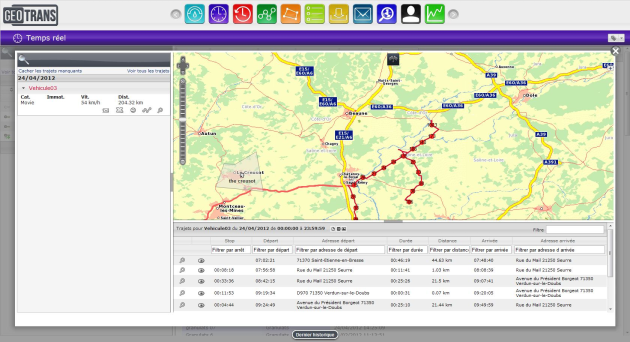 GEOTRANS
Temps réel
Cacher les trajets manquants
Voir tous les trajets
24/04/2012
Vehicule03
Cat. Immat. Vit. Dist.
Movie 54 km/h 204.32 km
E15/
E60/A6
A39
E60/A36
Dole
E60/A36
E60/A36
Beaune
Autun
E15/
E21/A6
Chagny
A39
A391
Le Creusot
the creusot
Montceau-
les-Mines
Trajets pour Vehicule03 du 24/04/2012 de 00:00:00 à 23:59:59
Filtre
Stop Départ Adresse départ Durée Distance Arrivée Adresse arrivée
Filtrer par arrêt Filtrer par départ Filtrer par adresse de départ Filtrer par durée Filtrer par distance Filtrer par arrivée Filtrer par adresse d arrivée
07:02:21 71370 Saint-Etienne-en-Bresse 00:46:19 44.63 km 07:48:40 Rue du Mail 21250 Seurre
00:08:18 07:56:58 Rue du Mail 21250 Seurre 00:11:41 1.03 km 08:08:39 Rue du Mail 21250 Seurre
00:33:36 08:42:15 Rue du Mail 21250 Seurre 00:25:26 21.5 km 09:07:41 Avenue du Président Borgeot 71350
Verdun-sur-le-Doubs
00:11:53 09:19:34 D970 71350 Verdun-sur-le-Doubs 00:00:31 0.07 km 09:20:05 Avenue du Président Borgeot 71350
Verdun-sur-le-Doubs
00:04:44 09:24:49 Avenue du Président Borgeot 71350
Verdun-sur-le-Doubs 00:25:10 21.44 km 09:49:59 Rue du Mail 21250 Seurre
Dernier historique